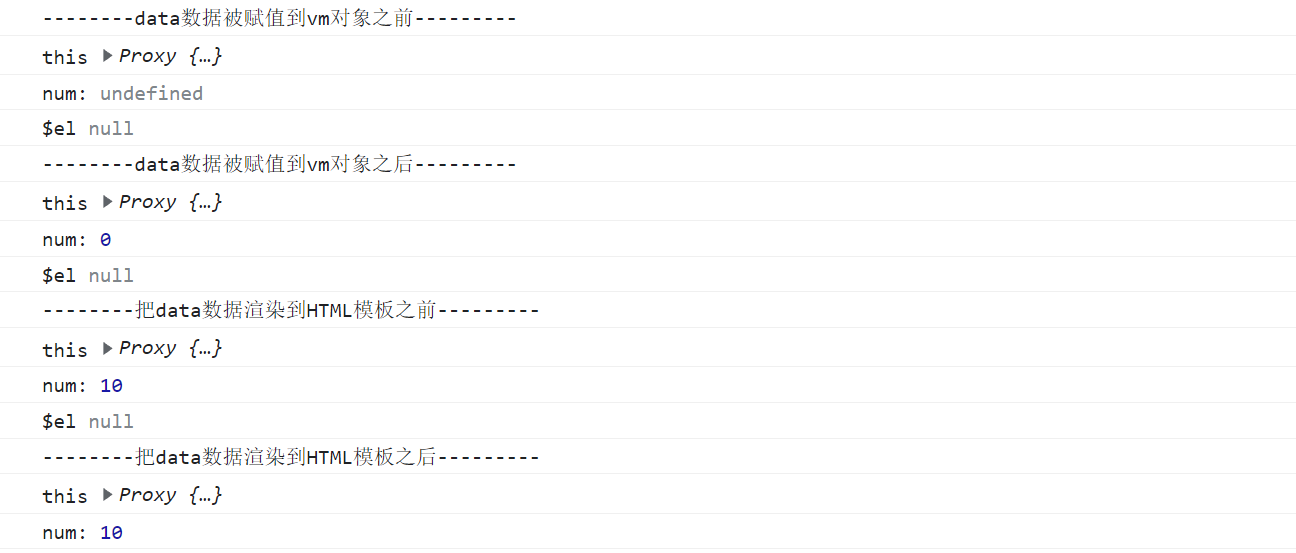 --------data数据被赋值到vm对象之前---------
this ▶Proxy {…}
num: undefined
$el null
--------data数据被赋值到vm对象之后---------
this ▶Proxy {…}
num: 0
$el null
--------把data数据渲染到HTML模板之前---------
this ▶Proxy {…}
num: 10
$el null
--------把data数据渲染到HTML模板之后---------
this ▶Proxy {…}
num: 10